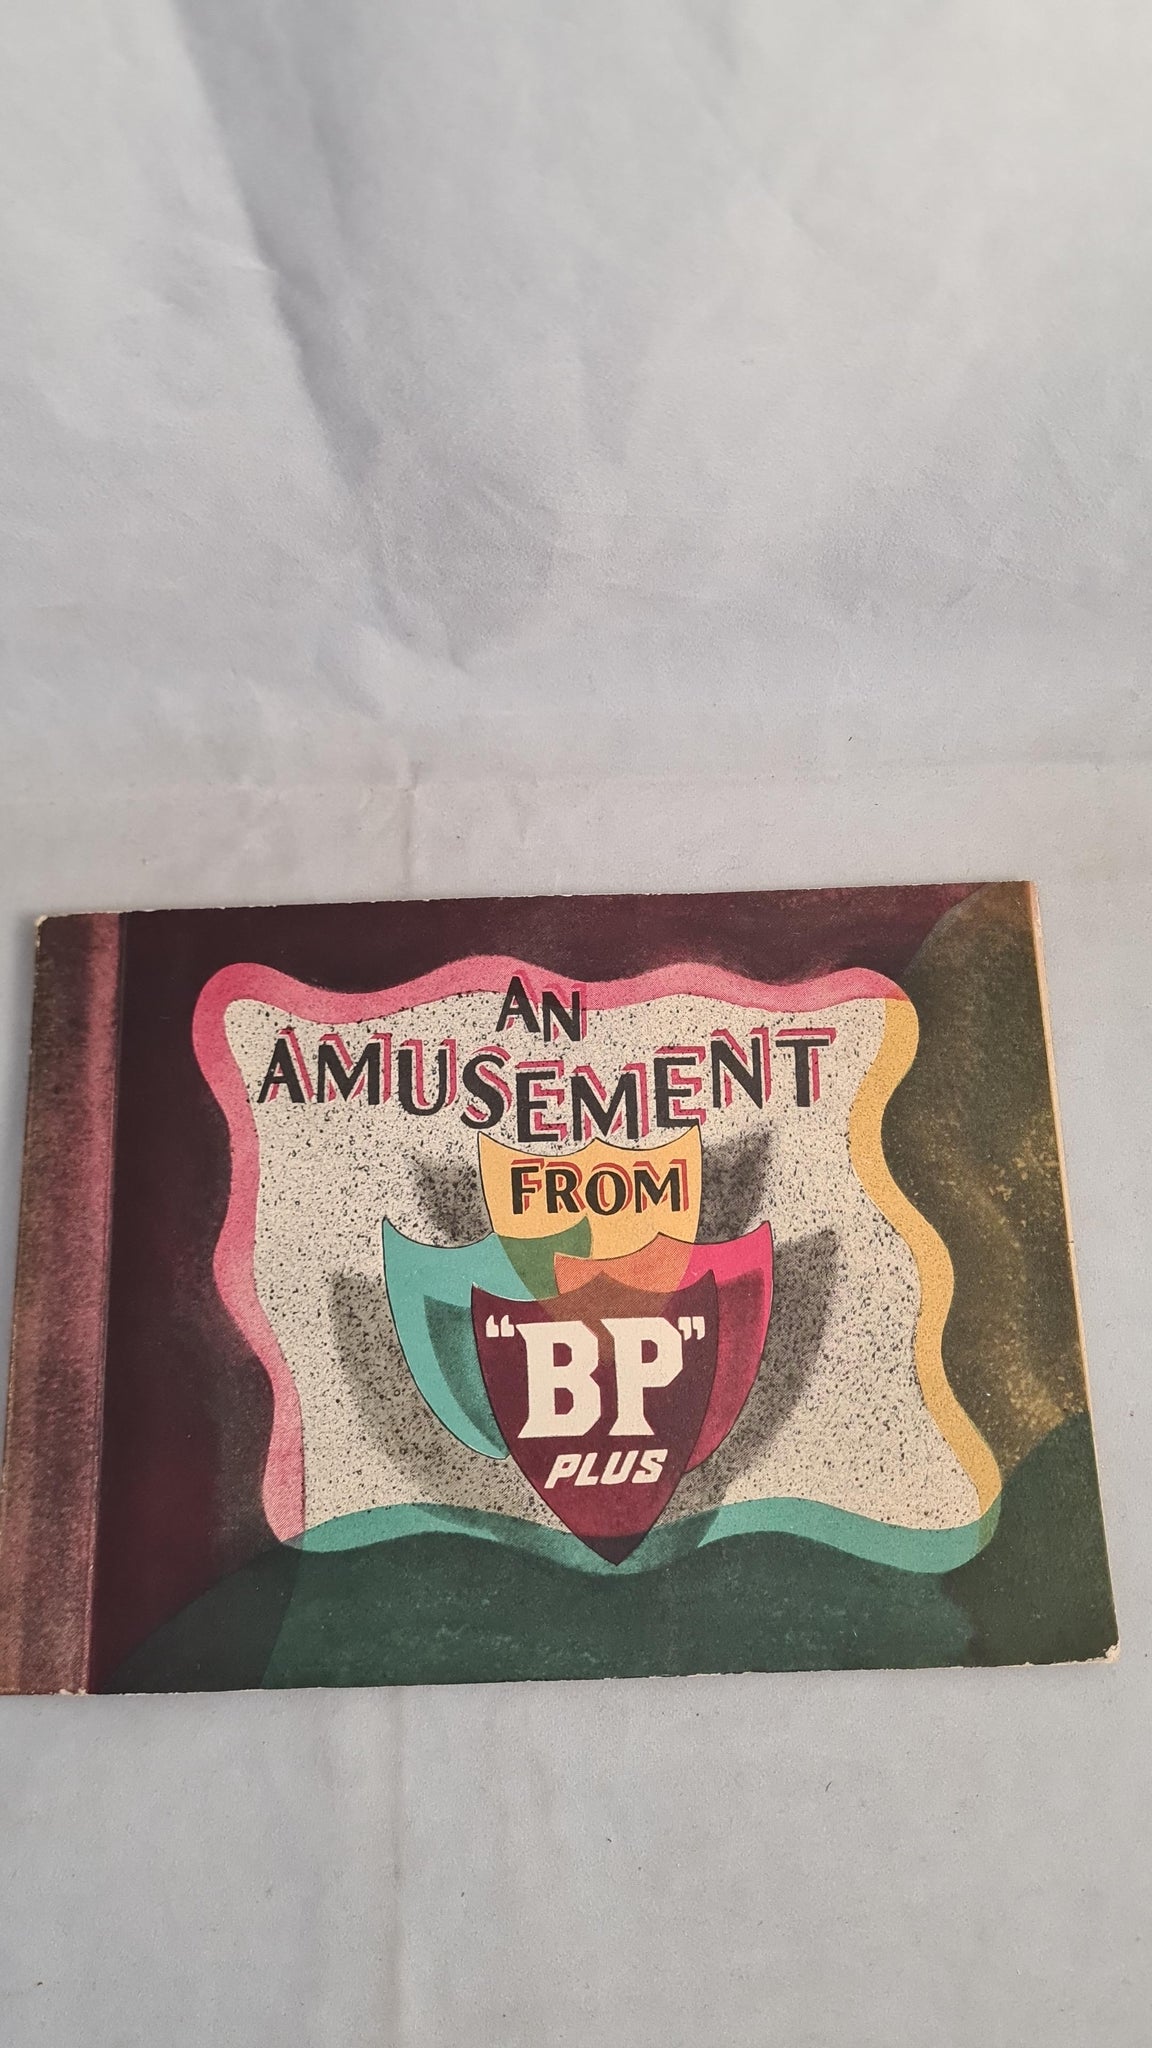 AN
AMUSEMENT
FROM
"BP"
PLUS